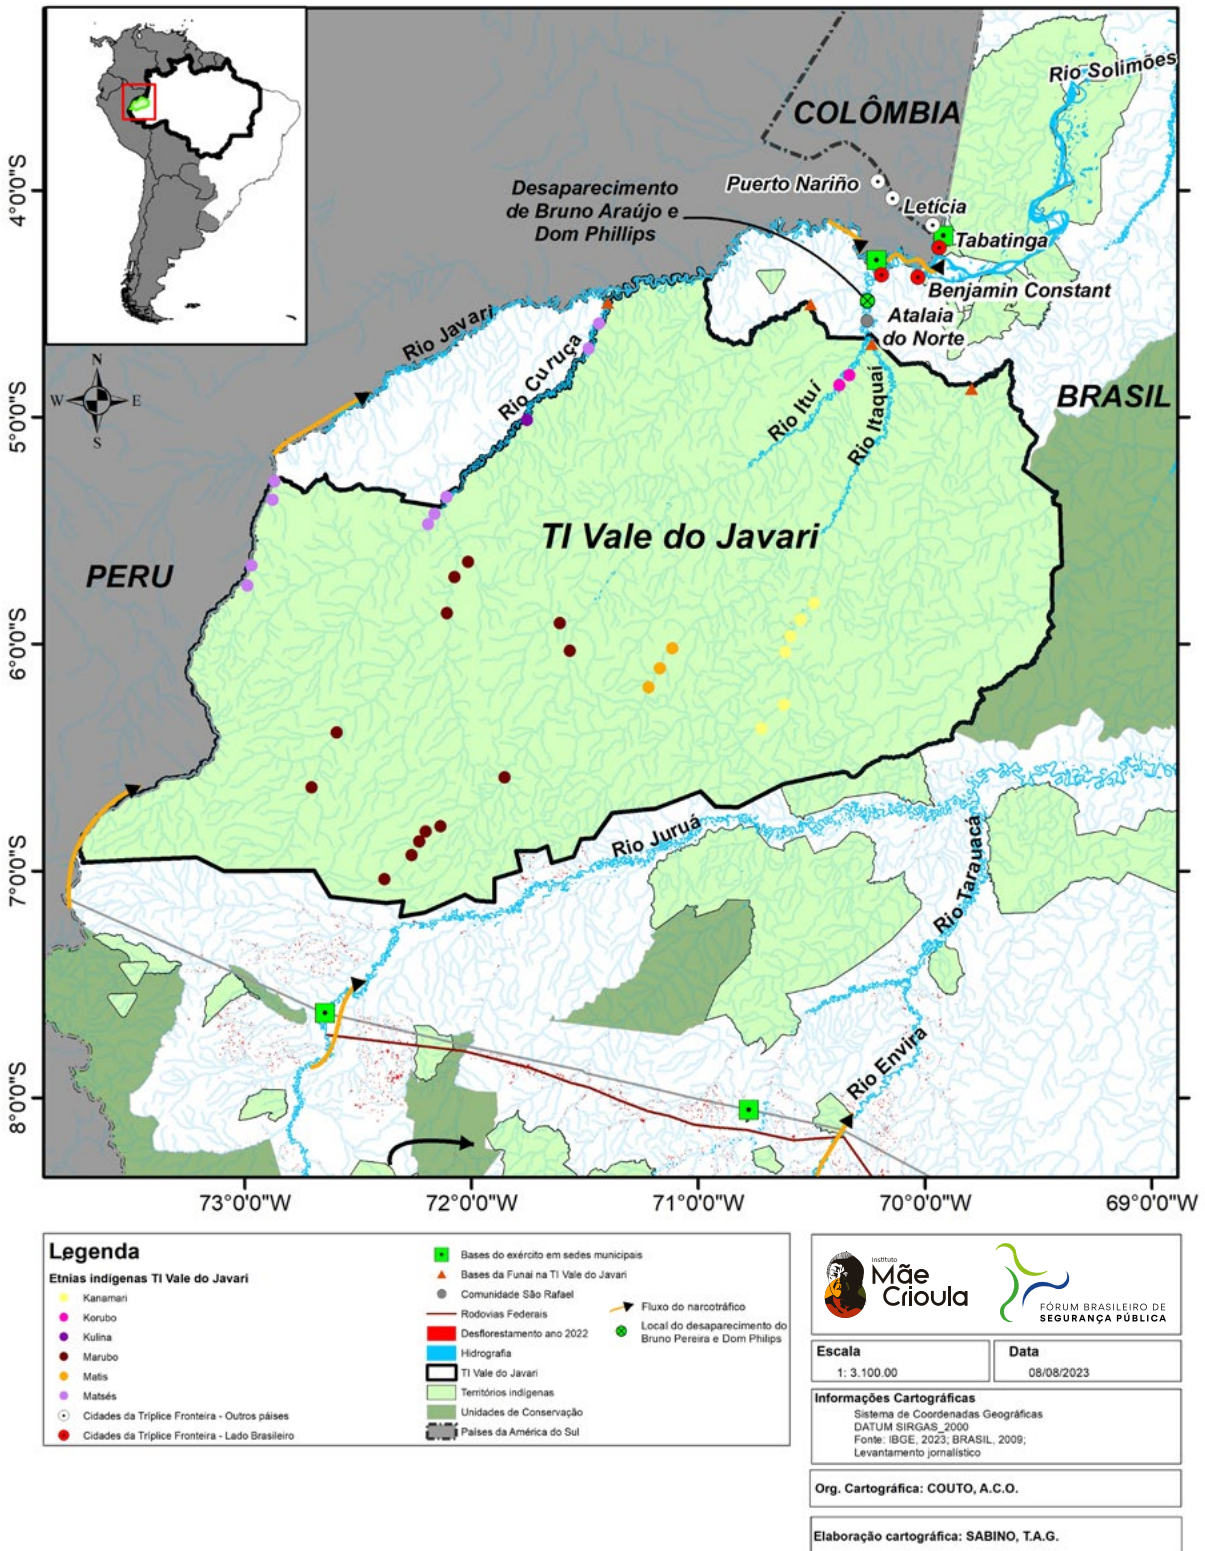 COLÔMBIA
Rio Solimões
Puerto Nariño
Letícia
Tabatinga
Desaparecimento
de Bruno Araújo e
Dom Phillips
Benjamin Constant
Atalaia
do Norte
Rio Javari
Rio Curuça
Rio Ituí
Rio Itaquaí
BRASIL
N
W
E
S
TI Vale do Javari
PERU
Rio Juruá
Rio Tarauacá
Rio Envira
4°0'0"S
5°0'0"S
6°0'0"S
7°0'0"S
8°0'0"S
73°0'0"W
72°0'0"W
71°0'0"W
70°0'0"W
69°0'0"W
Legenda
Etnias indígenas TI Vale do Javari
Kanamari
Korubo
Kulina
Marubo
Matis
Matsés
Cidades da Tríplice Fronteira - Outros páises
Cidades da Tríplice Fronteira - Lado Brasileiro
Bases do exército em sedes municipais
Bases da Funai na TI Vale do Javari
Comunidade São Rafael
Rodovias Federais
Desflorestamento ano 2022
Hidrografia
TI Vale do Javari
Territórios indígenas
Unidades de Conservação
Países da América do Sul
Fluxo do narcotráfico
Local do desaparecimento do
Bruno Pereira e Dom Philips
Instituto
Mãe
Crioula
FÓRUM BRASILEIRO DE
SEGURANÇA PÚBLICA
Escala
1: 3.100.00
Data
08/08/2023
Informações Cartográficas
Sistema de Coordenadas Geográficas
DATUM SIRGAS_2000
Fonte: IBGE, 2023; BRASIL, 2009;
Levantamento jornalístico
Org. Cartográfica: COUTO, A.C.O.
Elaboração cartográfica: SABINO, T.A.G.